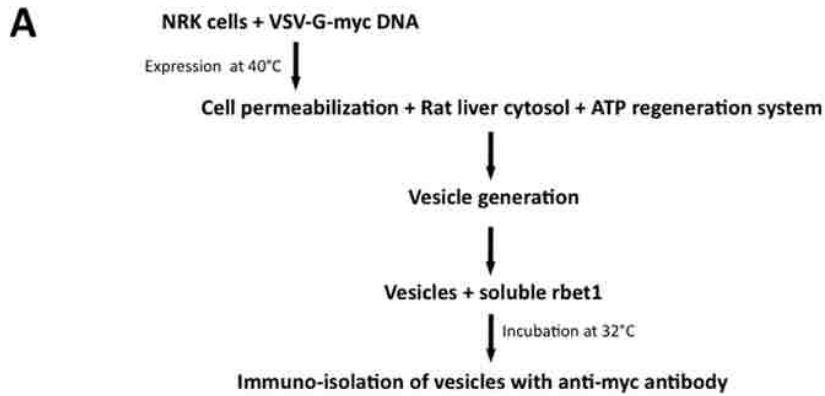 A
NRK cells + VSV-G-myc DNA
Expression at 40°C
Cell permeabilization + Rat liver cytosol + ATP regeneration system
Vesicle generation
Vesicles + soluble rbet1
Incubation at 32°C
Immuno-isolation of vesicles with anti-myc antibody